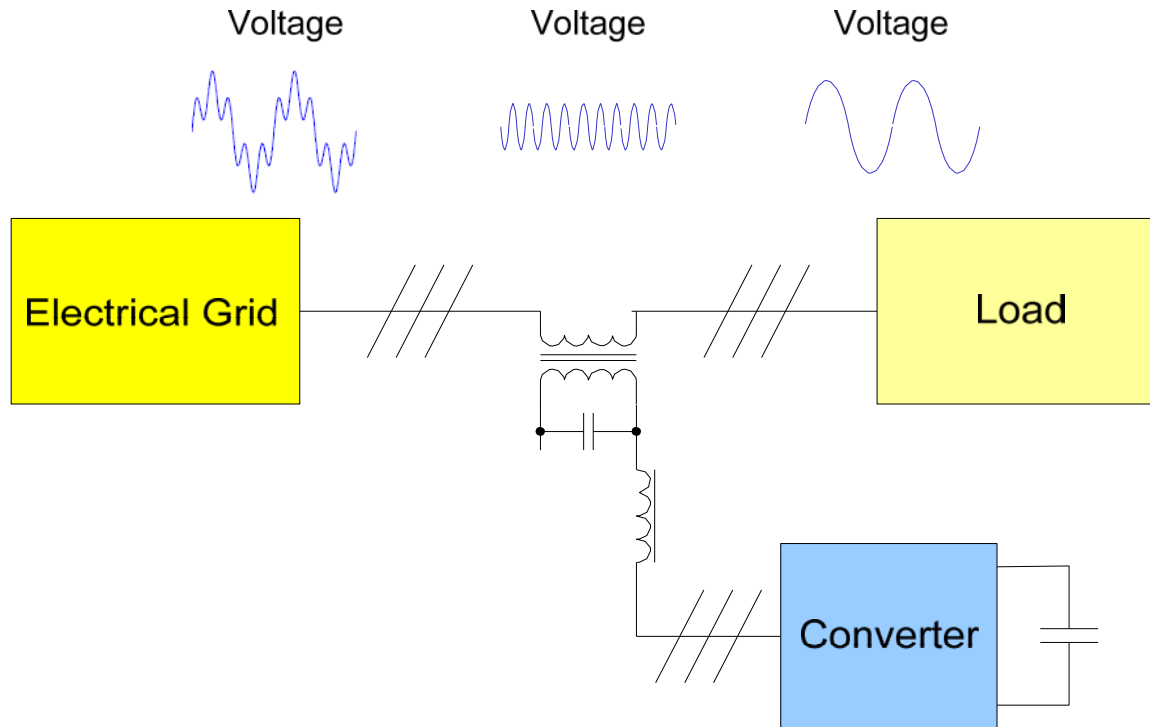 Voltage
Voltage
Voltage
Electrical Grid
Load
Converter